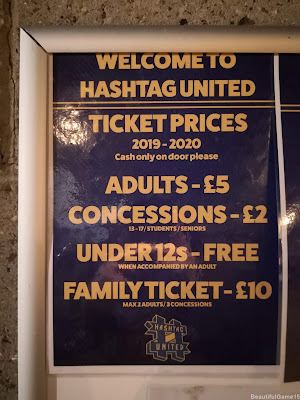 WELCOME TO
HASHTAG UNITED
TICKET PRICES
2019 - 2020
Cash only on door please
ADULTS - £5
CONCESSIONS - £2
13 - 17/ STUDENTS / SENIORS
UNDER 12s - FREE
WHEN ACCOMPANIED BY AN ADULT
FAMILY TICKET - £10
MAX 2 ADULTS/ 3 CONCESSIONS
HASHTAG
UNITED
BeautifulGame15